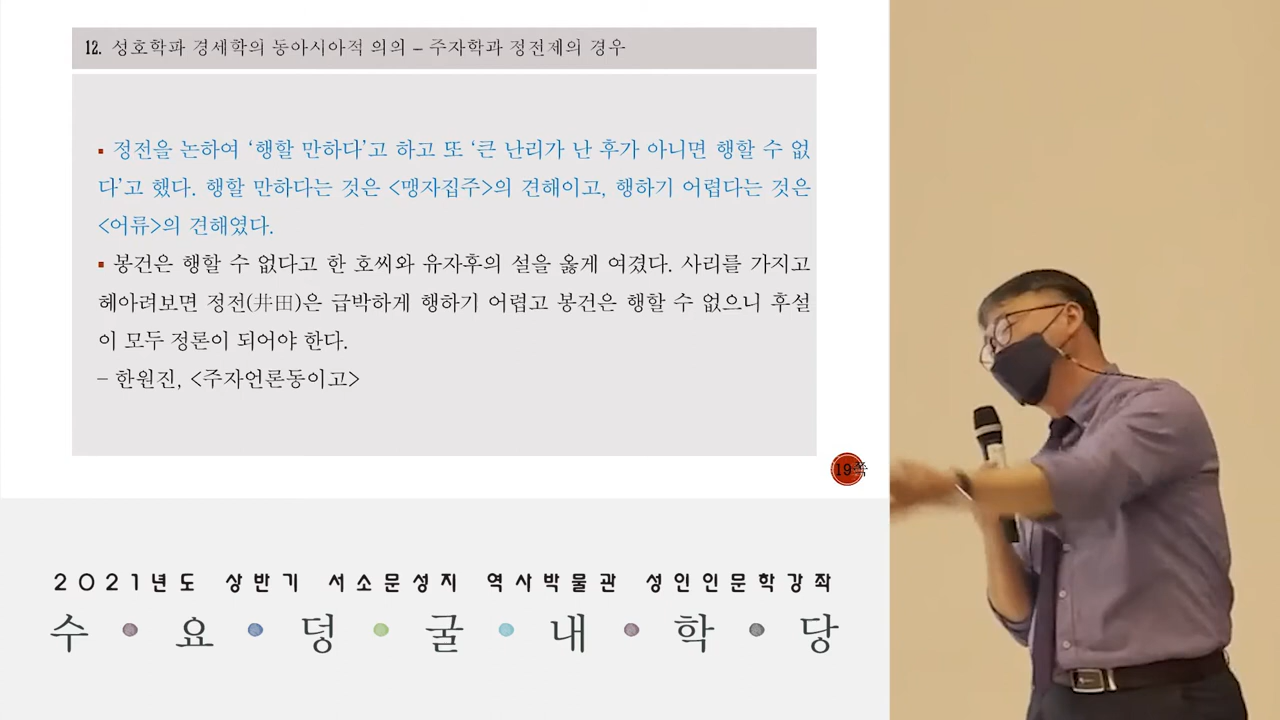 12. 성호학파 경세학의 동아시아적 의의 – 주자학과 정전제의 경우
▪ 정전을 논하여 ‘행할 만하다’고 하고 또 ‘큰 난리가 난 후가 아니면 행할 수 없
다’고 했다. 행할 만하다는 것은 <맹자집주>의 견해이고, 행하기 어렵다는 것은
<어류>의 견해였다.
▪ 봉건은 행할 수 없다고 한 호씨와 유자후의 설을 옳게 여겼다. 사리를 가지고
헤아려보면 정전(井田)은 급박하게 행하기 어렵고 봉건은 행할 수 없으니 후설
이 모두 정론이 되어야 한다.
– 한원진, <주자언론동이고>
19쪽
2021년도 상반기 서소문성지 역사박물관 성인인문학강좌
수•요•덩•굴•내•학•당